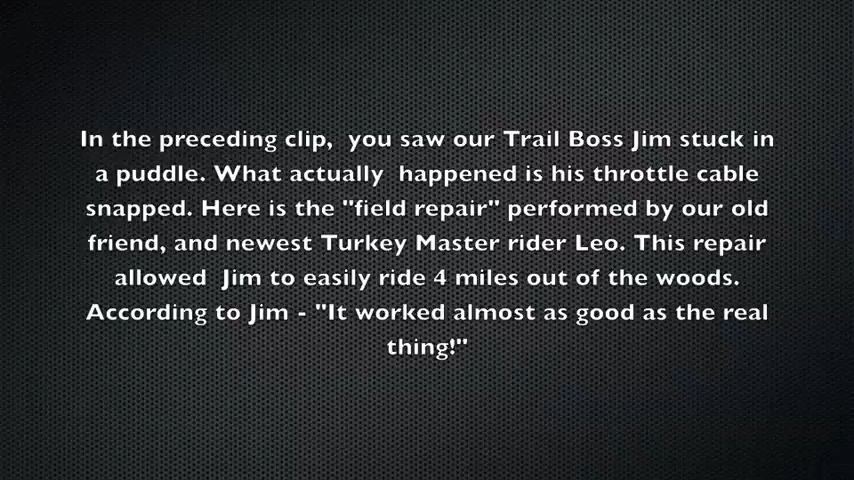 In the preceding clip,  you saw our Trail Boss Jim stuck in
a puddle. What actually  happened is his throttle cable
snapped. Here is the "field repair" performed by our old
friend, and newest Turkey Master rider Leo. This repair
allowed  Jim to easily ride 4 miles out of the woods.
According to Jim - "It worked almost as good as the real
thing!"